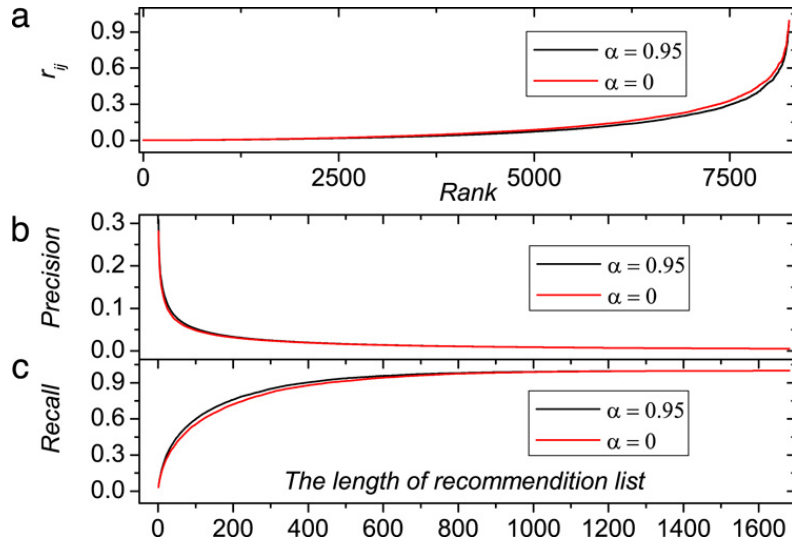 a
0.9
0.6
0.3
0.0
r_ij
α = 0.95
α = 0
0 2500 5000 7500
Rank
b
0.3
0.2
0.1
0.0
Precision
α = 0.95
α = 0
c
0.9
0.6
0.3
0.0
Recall
α = 0.95
α = 0
The length of recommendition list
0 200 400 600 800 1000 1200 1400 1600